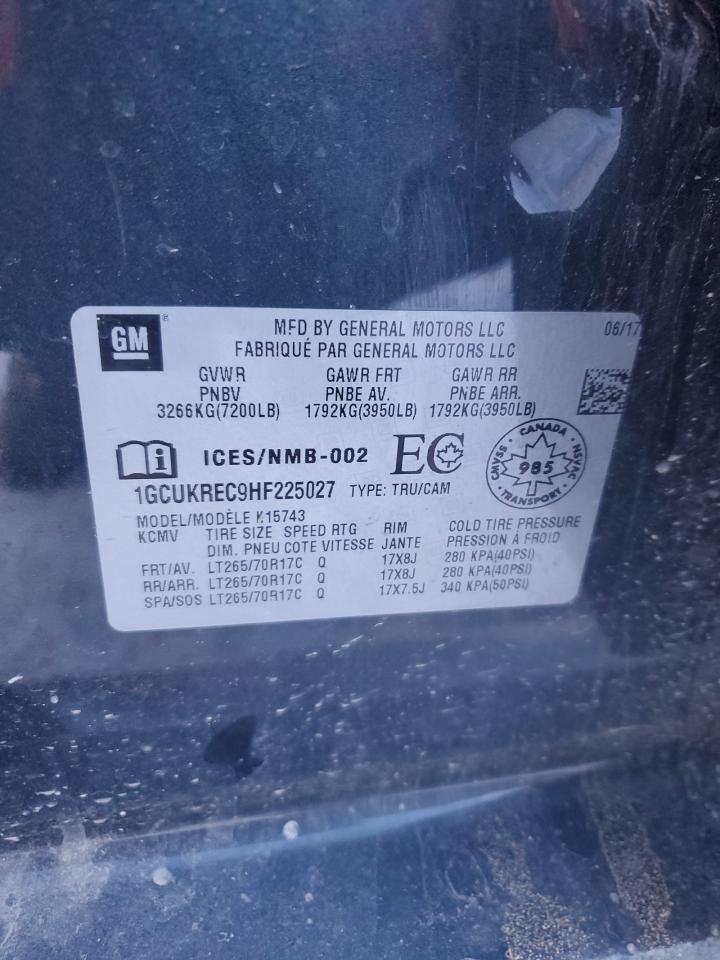 GM
®
MFD BY GENERAL MOTORS LLC 06/17
FABRIQUÉ PAR GENERAL MOTORS LLC
GVWR GAWR FRT GAWR RR
PNBV PNBE AV. PNBE ARR.
3266KG(7200LB) 1792KG(3950LB) 1792KG(3950LB)
i ICES/NMB-002 EC
CANADA
CMVSS 985 NSVAC
TRANSPORT
1GCUKREC9HF225027 TYPE: TRU/CAM
MODEL/MODÈLE K15743
KCMV TIRE SIZE SPEED RTG RIM COLD TIRE PRESSURE
DIM. PNEU COTE VITESSE JANTE PRESSION À FROID
FRT/AV. LT265/70R17C Q 17X8J 280 KPA(40PSI)
RR/ARR. LT265/70R17C Q 17X8J 280 KPA(40PSI)
SPA/SOS LT265/70R17C Q 17X7.5J 340 KPA(50PSI)